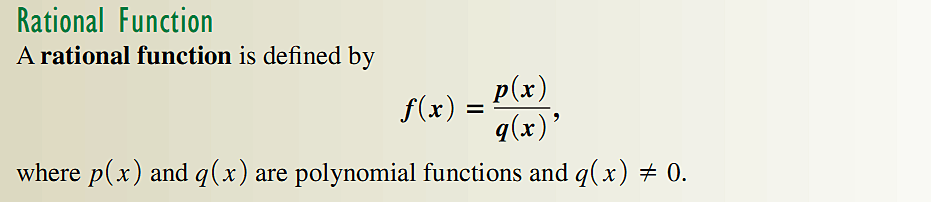 Rational Function
A rational function is defined by
f(x) = p(x)/q(x),
where p(x) and q(x) are polynomial functions and q(x) ≠ 0.